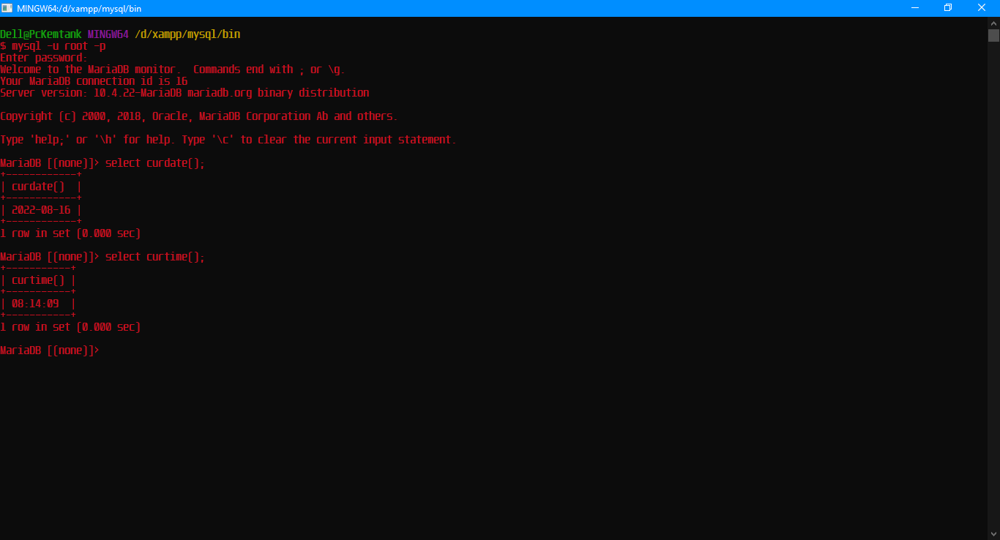 MINGW64:/d/xampp/mysql/bin
Dell@PcKemtank MINGW64 /d/xampp/mysql/bin
$ mysql -u root -p
Enter password:
Welcome to the MariaDB monitor.  Commands end with ; or \g.
Your MariaDB connection id is 16
Server version: 10.4.22-MariaDB mariadb.org binary distribution
Copyright (c) 2000, 2018, Oracle, MariaDB Corporation Ab and others.
Type 'help;' or '\h' for help. Type '\c' to clear the current input statement.
MariaDB [(none)]> select curdate();
+------------+
| curdate()  |
+------------+
| 2022-08-16 |
+------------+
1 row in set (0.000 sec)
MariaDB [(none)]> select curtime();
+-----------+
| curtime() |
+-----------+
| 08:14:09  |
+-----------+
1 row in set (0.000 sec)
MariaDB [(none)]>